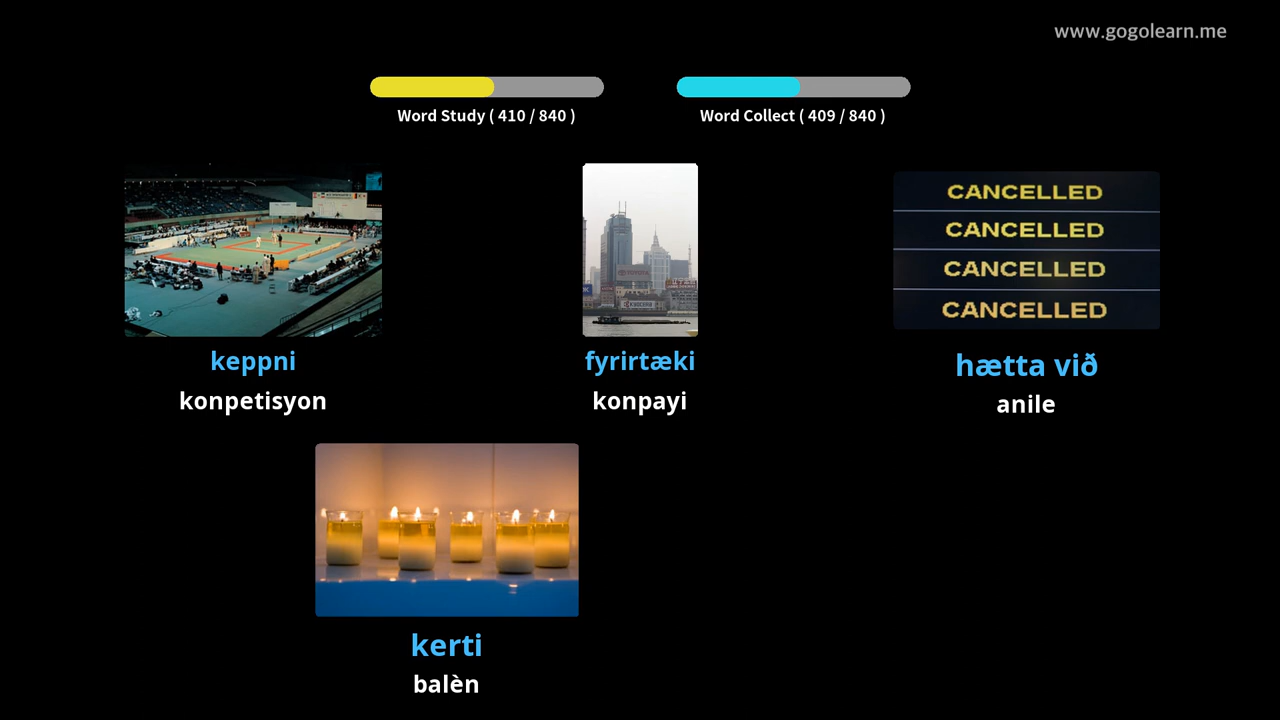 www.gogolearn.me
Word Study ( 410 / 840 )
Word Collect ( 409 / 840 )
TOYOTA
CANCELLED
CANCELLED
CANCELLED
CANCELLED
keppni
konpetisyon
fyrirtæki
konpayi
hætta við
anile
kerti
balèn